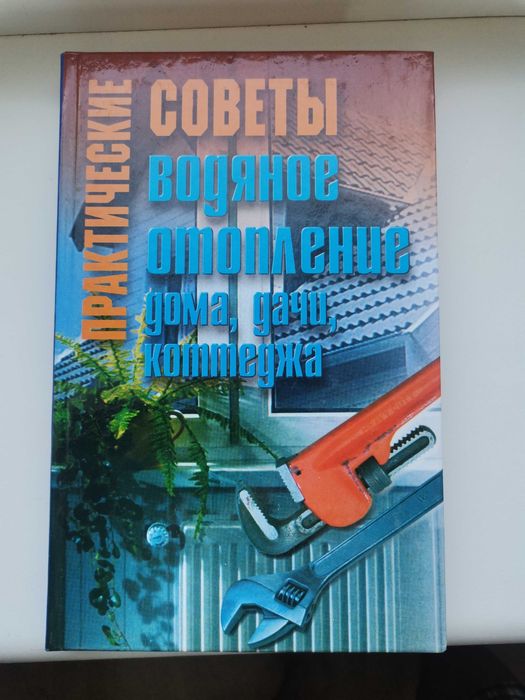 ПРАКТИЧЕСКИЕ
СОВЕТЫ
водяное
отопление
дома, дачи,
коттеджа